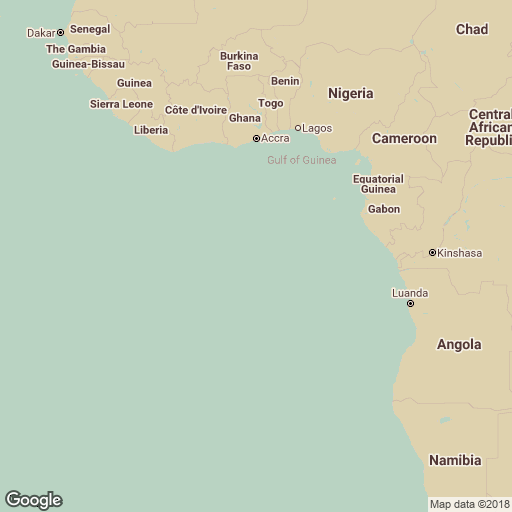 Dakar
Senegal
Chad
The Gambia
Guinea-Bissau
Burkina
Faso
Guinea
Benin
Nigeria
Sierra Leone
Côte d'Ivoire
Togo
Ghana
Liberia
Lagos
Accra
Cameroon
Central
African
Republi
Gulf of Guinea
Equatorial
Guinea
Gabon
Kinshasa
Luanda
Angola
Namibia
Google
Map data ©2018